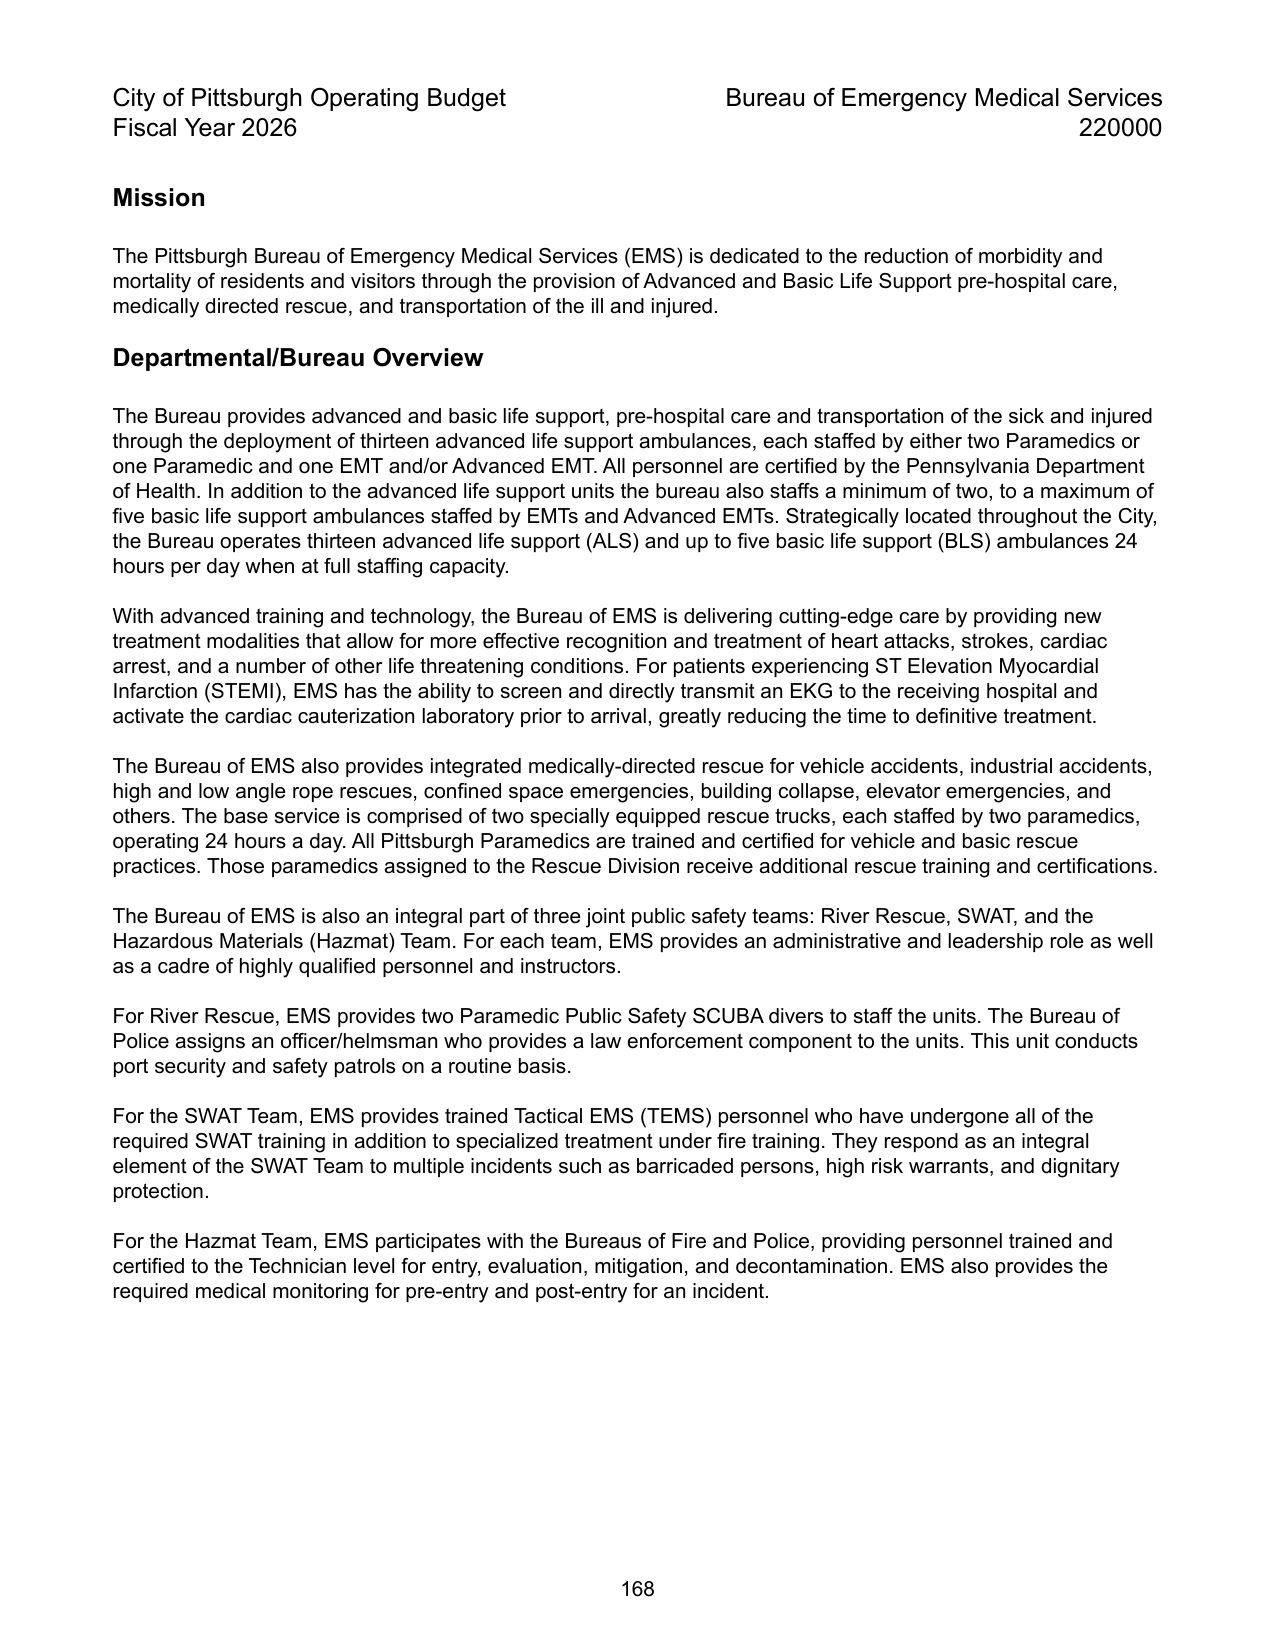 City of Pittsburgh Operating Budget
Fiscal Year 2026
Bureau of Emergency Medical Services
220000
Mission
The Pittsburgh Bureau of Emergency Medical Services (EMS) is dedicated to the reduction of morbidity and
mortality of residents and visitors through the provision of Advanced and Basic Life Support pre-hospital care,
medically directed rescue, and transportation of the ill and injured.
Departmental/Bureau Overview
The Bureau provides advanced and basic life support, pre-hospital care and transportation of the sick and injured
through the deployment of thirteen advanced life support ambulances, each staffed by either two Paramedics or
one Paramedic and one EMT and/or Advanced EMT. All personnel are certified by the Pennsylvania Department
of Health. In addition to the advanced life support units the bureau also staffs a minimum of two, to a maximum of
five basic life support ambulances staffed by EMTs and Advanced EMTs. Strategically located throughout the City,
the Bureau operates thirteen advanced life support (ALS) and up to five basic life support (BLS) ambulances 24
hours per day when at full staffing capacity.
With advanced training and technology, the Bureau of EMS is delivering cutting-edge care by providing new
treatment modalities that allow for more effective recognition and treatment of heart attacks, strokes, cardiac
arrest, and a number of other life threatening conditions. For patients experiencing ST Elevation Myocardial
Infarction (STEMI), EMS has the ability to screen and directly transmit an EKG to the receiving hospital and
activate the cardiac cauterization laboratory prior to arrival, greatly reducing the time to definitive treatment.
The Bureau of EMS also provides integrated medically-directed rescue for vehicle accidents, industrial accidents,
high and low angle rope rescues, confined space emergencies, building collapse, elevator emergencies, and
others. The base service is comprised of two specially equipped rescue trucks, each staffed by two paramedics,
operating 24 hours a day. All Pittsburgh Paramedics are trained and certified for vehicle and basic rescue
practices. Those paramedics assigned to the Rescue Division receive additional rescue training and certifications.
The Bureau of EMS is also an integral part of three joint public safety teams: River Rescue, SWAT, and the
Hazardous Materials (Hazmat) Team. For each team, EMS provides an administrative and leadership role as well
as a cadre of highly qualified personnel and instructors.
For River Rescue, EMS provides two Paramedic Public Safety SCUBA divers to staff the units. The Bureau of
Police assigns an officer/helmsman who provides a law enforcement component to the units. This unit conducts
port security and safety patrols on a routine basis.
For the SWAT Team, EMS provides trained Tactical EMS (TEMS) personnel who have undergone all of the
required SWAT training in addition to specialized treatment under fire training. They respond as an integral
element of the SWAT Team to multiple incidents such as barricaded persons, high risk warrants, and dignitary
protection.
For the Hazmat Team, EMS participates with the Bureaus of Fire and Police, providing personnel trained and
certified to the Technician level for entry, evaluation, mitigation, and decontamination. EMS also provides the
required medical monitoring for pre-entry and post-entry for an incident.
168